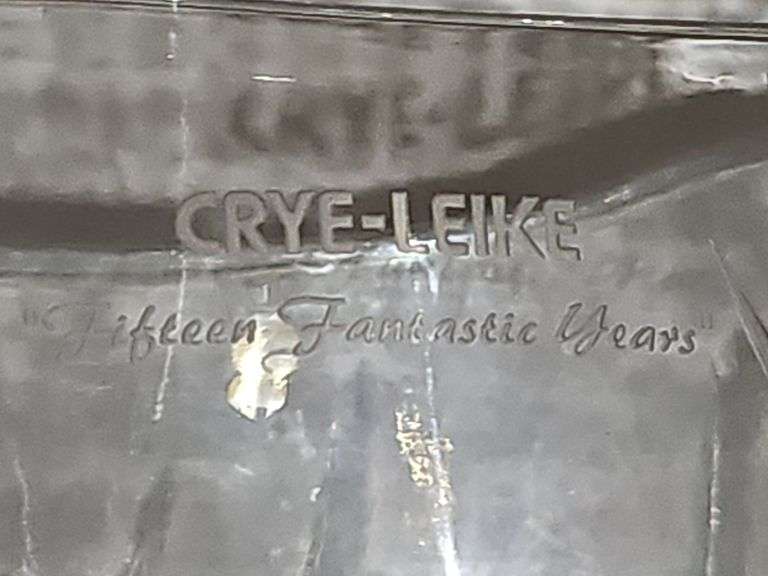 CRYE-LEIKE
"Fifteen Fantastic Years"